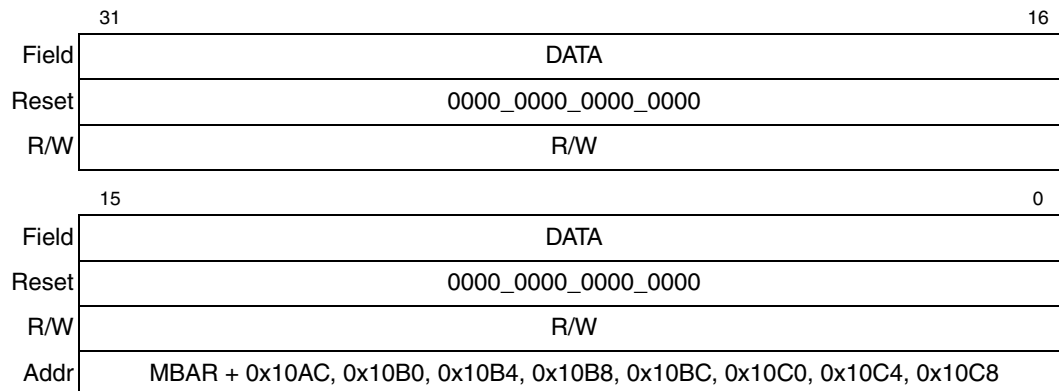 31 16
Field DATA
Reset 0000_0000_0000_0000
R/W R/W
15 0
Field DATA
Reset 0000_0000_0000_0000
R/W R/W
Addr MBAR + 0x10AC, 0x10B0, 0x10B4, 0x10B8, 0x10BC, 0x10C0, 0x10C4, 0x10C8